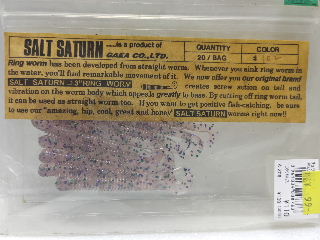 SALT SATURN .....is a product of GAEA CO.,LTD.
QUANTITY COLOR
20 / BAG #
Ring worm has been developed from straight worm. Whenever you sink ring worm in
the water, you'll find remarkable movement of it. We now offer you our original brend
SALT SATURN 3"RING WORM creates screw action on tail and
vibration on the worm body which appeals greatly to bass. By cutting off ring worm tail,
it can be used as straight worm too. If you want to get positive fish-catching, be sure
to use our "amazing, hip, cool, great and honey SALT SATURN worms right now!!